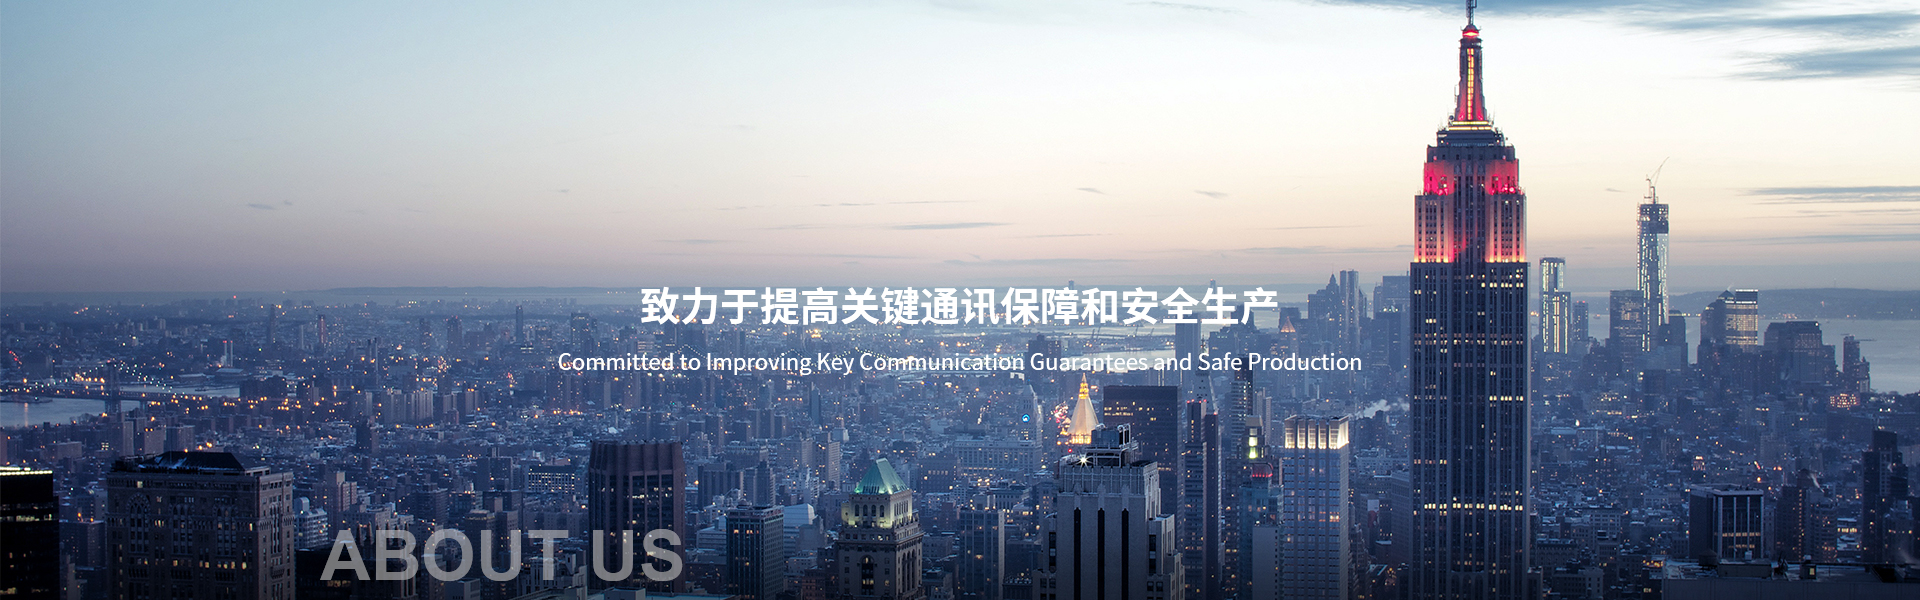 致力于提高关键通讯保障和安全生产
Committed to Improving Key Communication Guarantees and Safe Production
ABOUT US